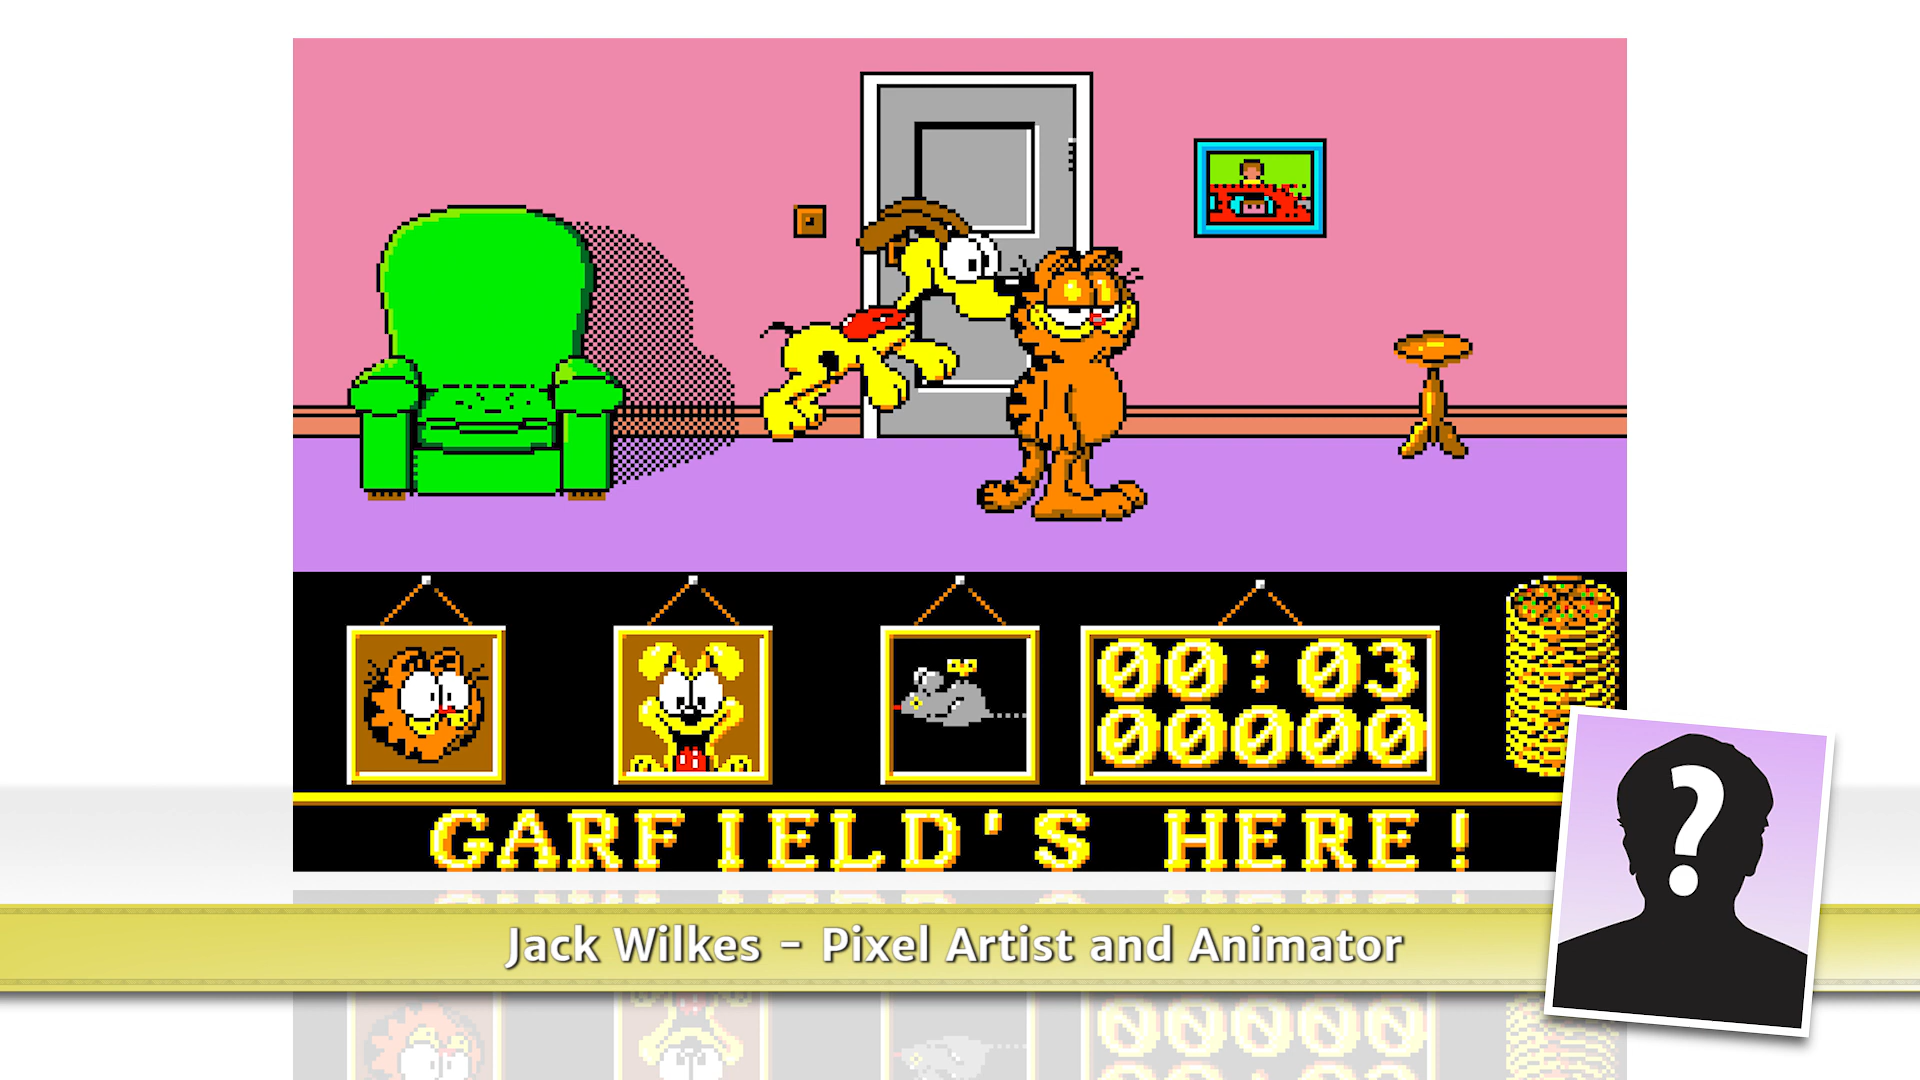 00:03
00000
GARFIELD'S HERE!
?
Jack Wilkes - Pixel Artist and Animator